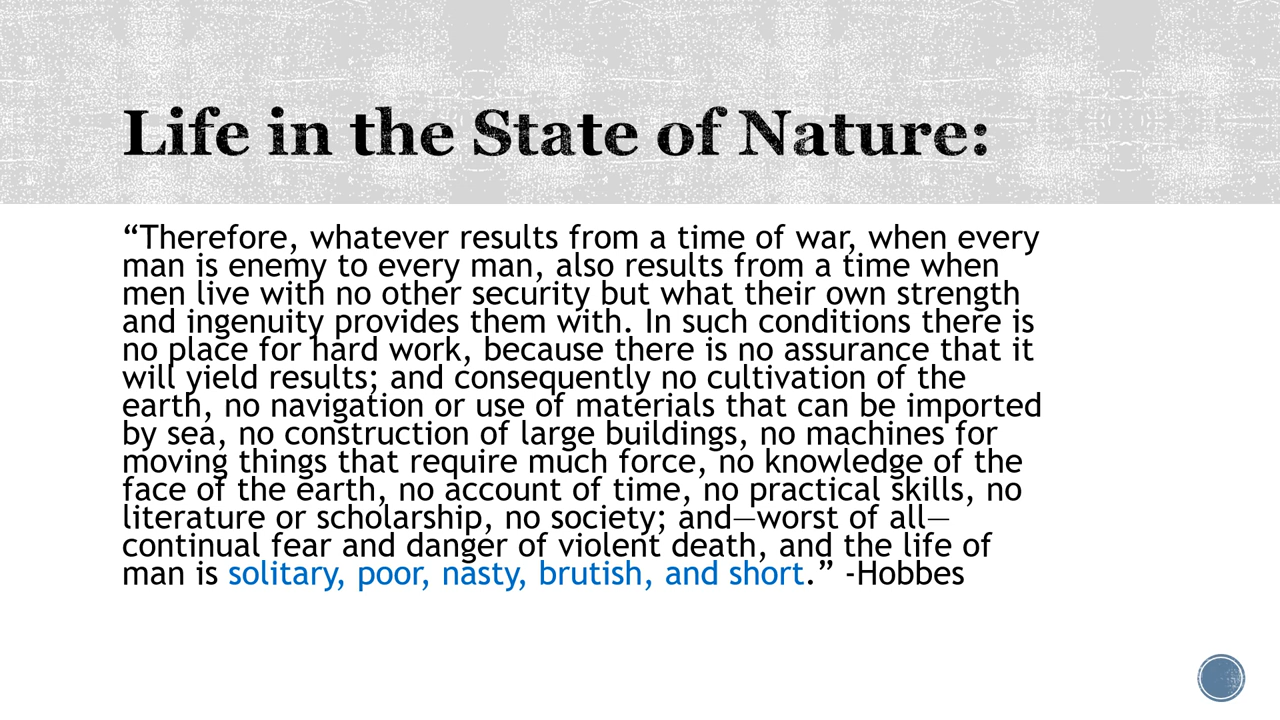 Life in the State of Nature:
“Therefore, whatever results from a time of war, when every
man is enemy to every man, also results from a time when
men live with no other security but what their own strength
and ingenuity provides them with. In such conditions there is
no place for hard work, because there is no assurance that it
will yield results; and consequently no cultivation of the
earth, no navigation or use of materials that can be imported
by sea, no construction of large buildings, no machines for
moving things that require much force, no knowledge of the
face of the earth, no account of time, no practical skills, no
literature or scholarship, no society; and—worst of all—
continual fear and danger of violent death, and the life of
man is solitary, poor, nasty, brutish, and short.” -Hobbes